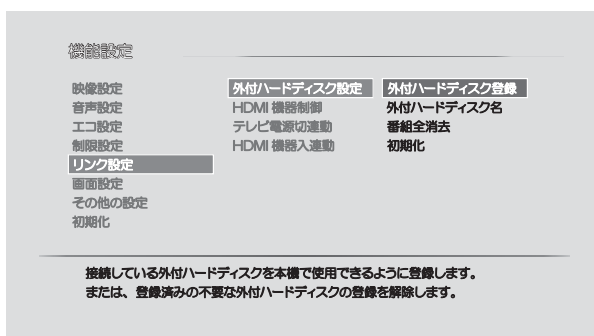 機能設定
映像設定
音声設定
エコ設定
制限設定
リンク設定
画面設定
その他の設定
初期化
外付ハードディスク設定
HDMI 機器制御
テレビ電源切連動
HDMI 機器入連動
外付ハードディスク登録
外付ハードディスク名
番組全消去
初期化
接続している外付ハードディスクを本機で使用できるように登録します。
または、登録済みの不要な外付ハードディスクの登録を解除します。